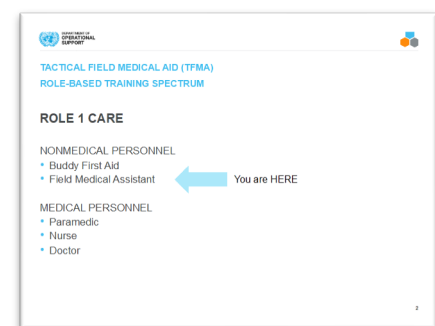 DEPARTMENT OF
OPERATIONAL
SUPPORT
TACTICAL FIELD MEDICAL AID (TFMA)
ROLE-BASED TRAINING SPECTRUM
ROLE 1 CARE
NONMEDICAL PERSONNEL
• Buddy First Aid
• Field Medical Assistant
You are HERE
MEDICAL PERSONNEL
• Paramedic
• Nurse
• Doctor
2